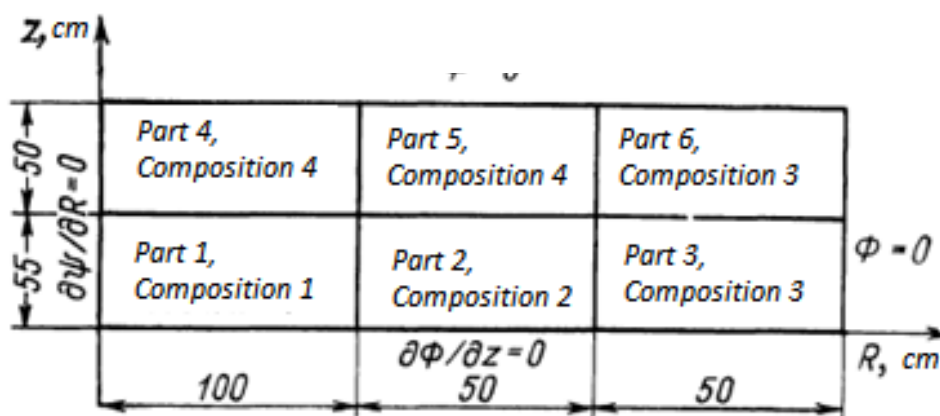 z, cm
Part 4,
Composition 4
Part 5,
Composition 4
Part 6,
Composition 3
50
∂ψ/∂R=0
Part 1,
Composition 1
Part 2,
Composition 2
Part 3,
Composition 3
55
Φ=0
∂Φ/∂z=0
R, cm
100
50
50